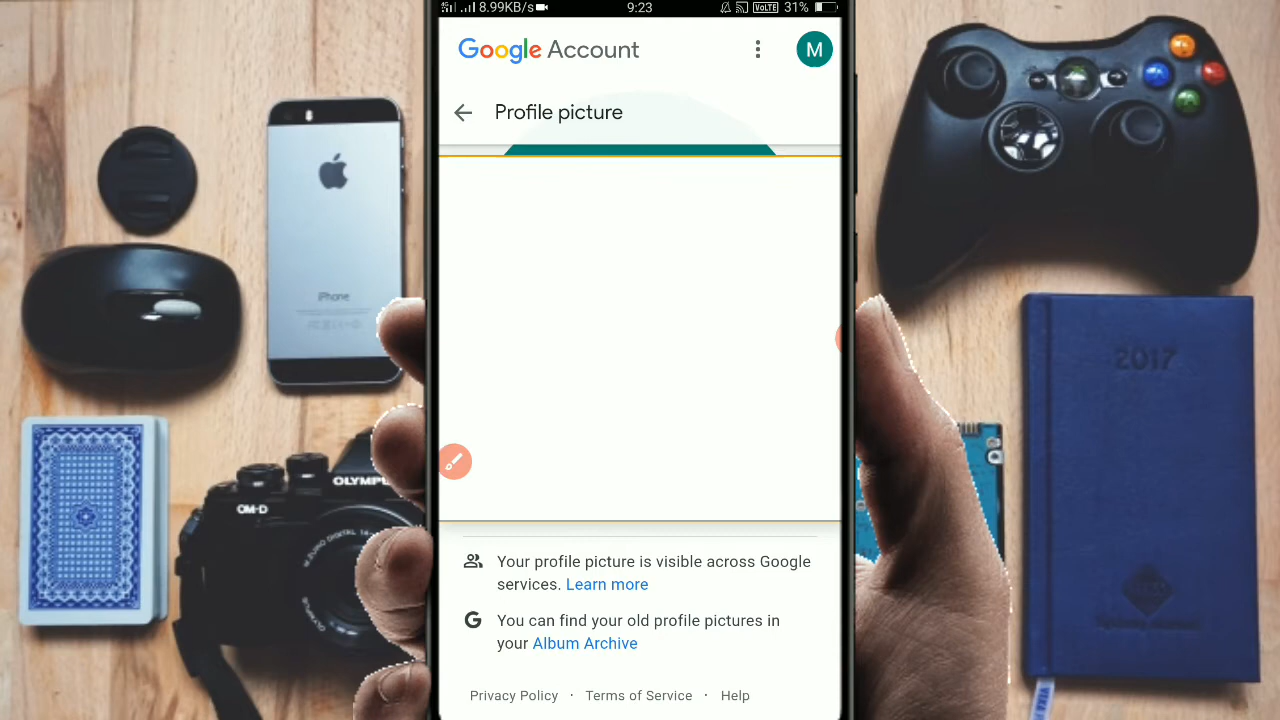 8.99KB/s
9:23
VoLTE 31%
Google Account
M
Profile picture
Your profile picture is visible across Google
services. Learn more
You can find your old profile pictures in
your Album Archive
Privacy Policy · Terms of Service · Help
iPhone
OLYMPU
OM-D
2017